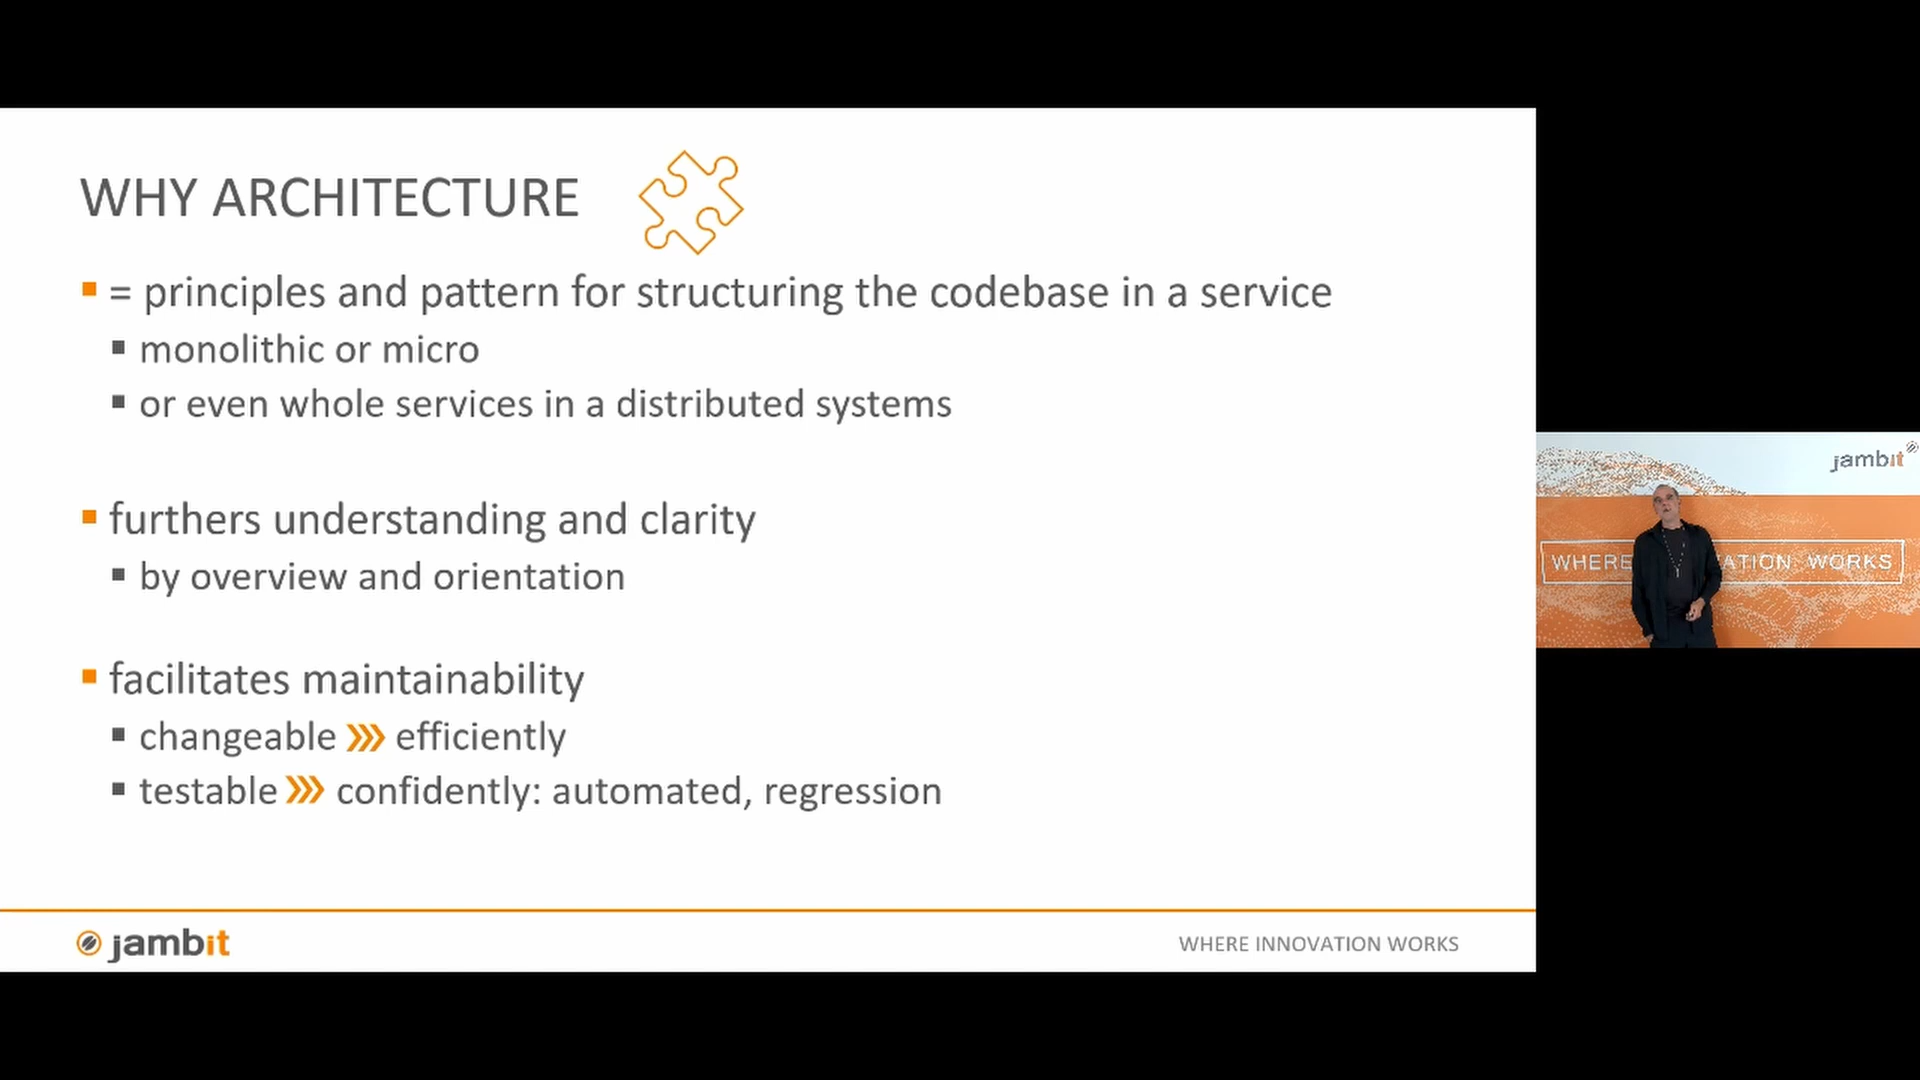 WHY ARCHITECTURE
= principles and pattern for structuring the codebase in a service
monolithic or micro
or even whole services in a distributed systems
furthers understanding and clarity
by overview and orientation
facilitates maintainability
changeable efficiently
testable confidently: automated, regression
jambit
WHERE INNOVATION WORKS
jambit
WHERE ATION WORKS